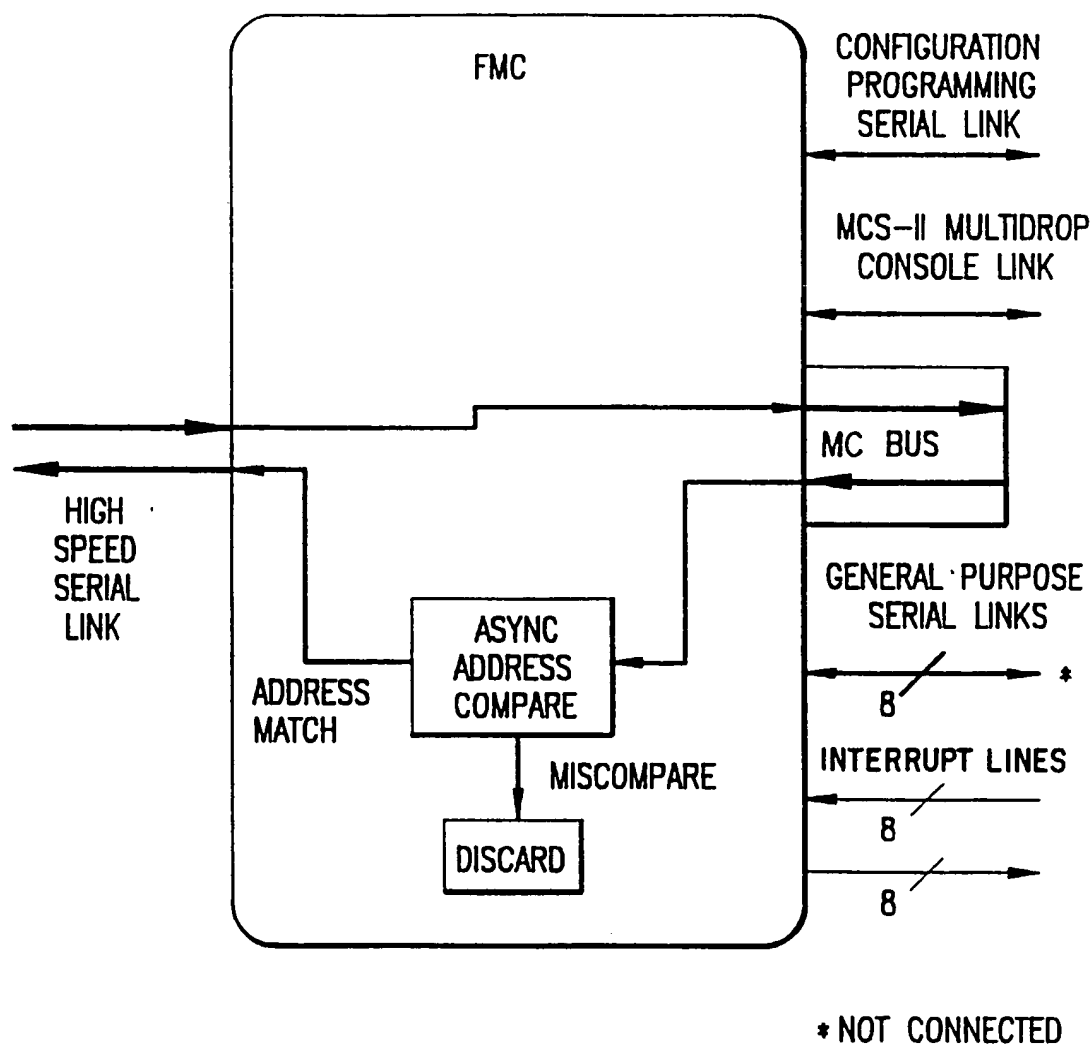 FMC
CONFIGURATION
PROGRAMMING
SERIAL LINK
MCS-II MULTIDROP
CONSOLE LINK
MC BUS
HIGH
SPEED
SERIAL
LINK
GENERAL PURPOSE
SERIAL LINKS
*
8
ASYNC
ADDRESS
COMPARE
ADDRESS
MATCH
MISCOMPARE
DISCARD
INTERRUPT LINES
8
8
* NOT CONNECTED